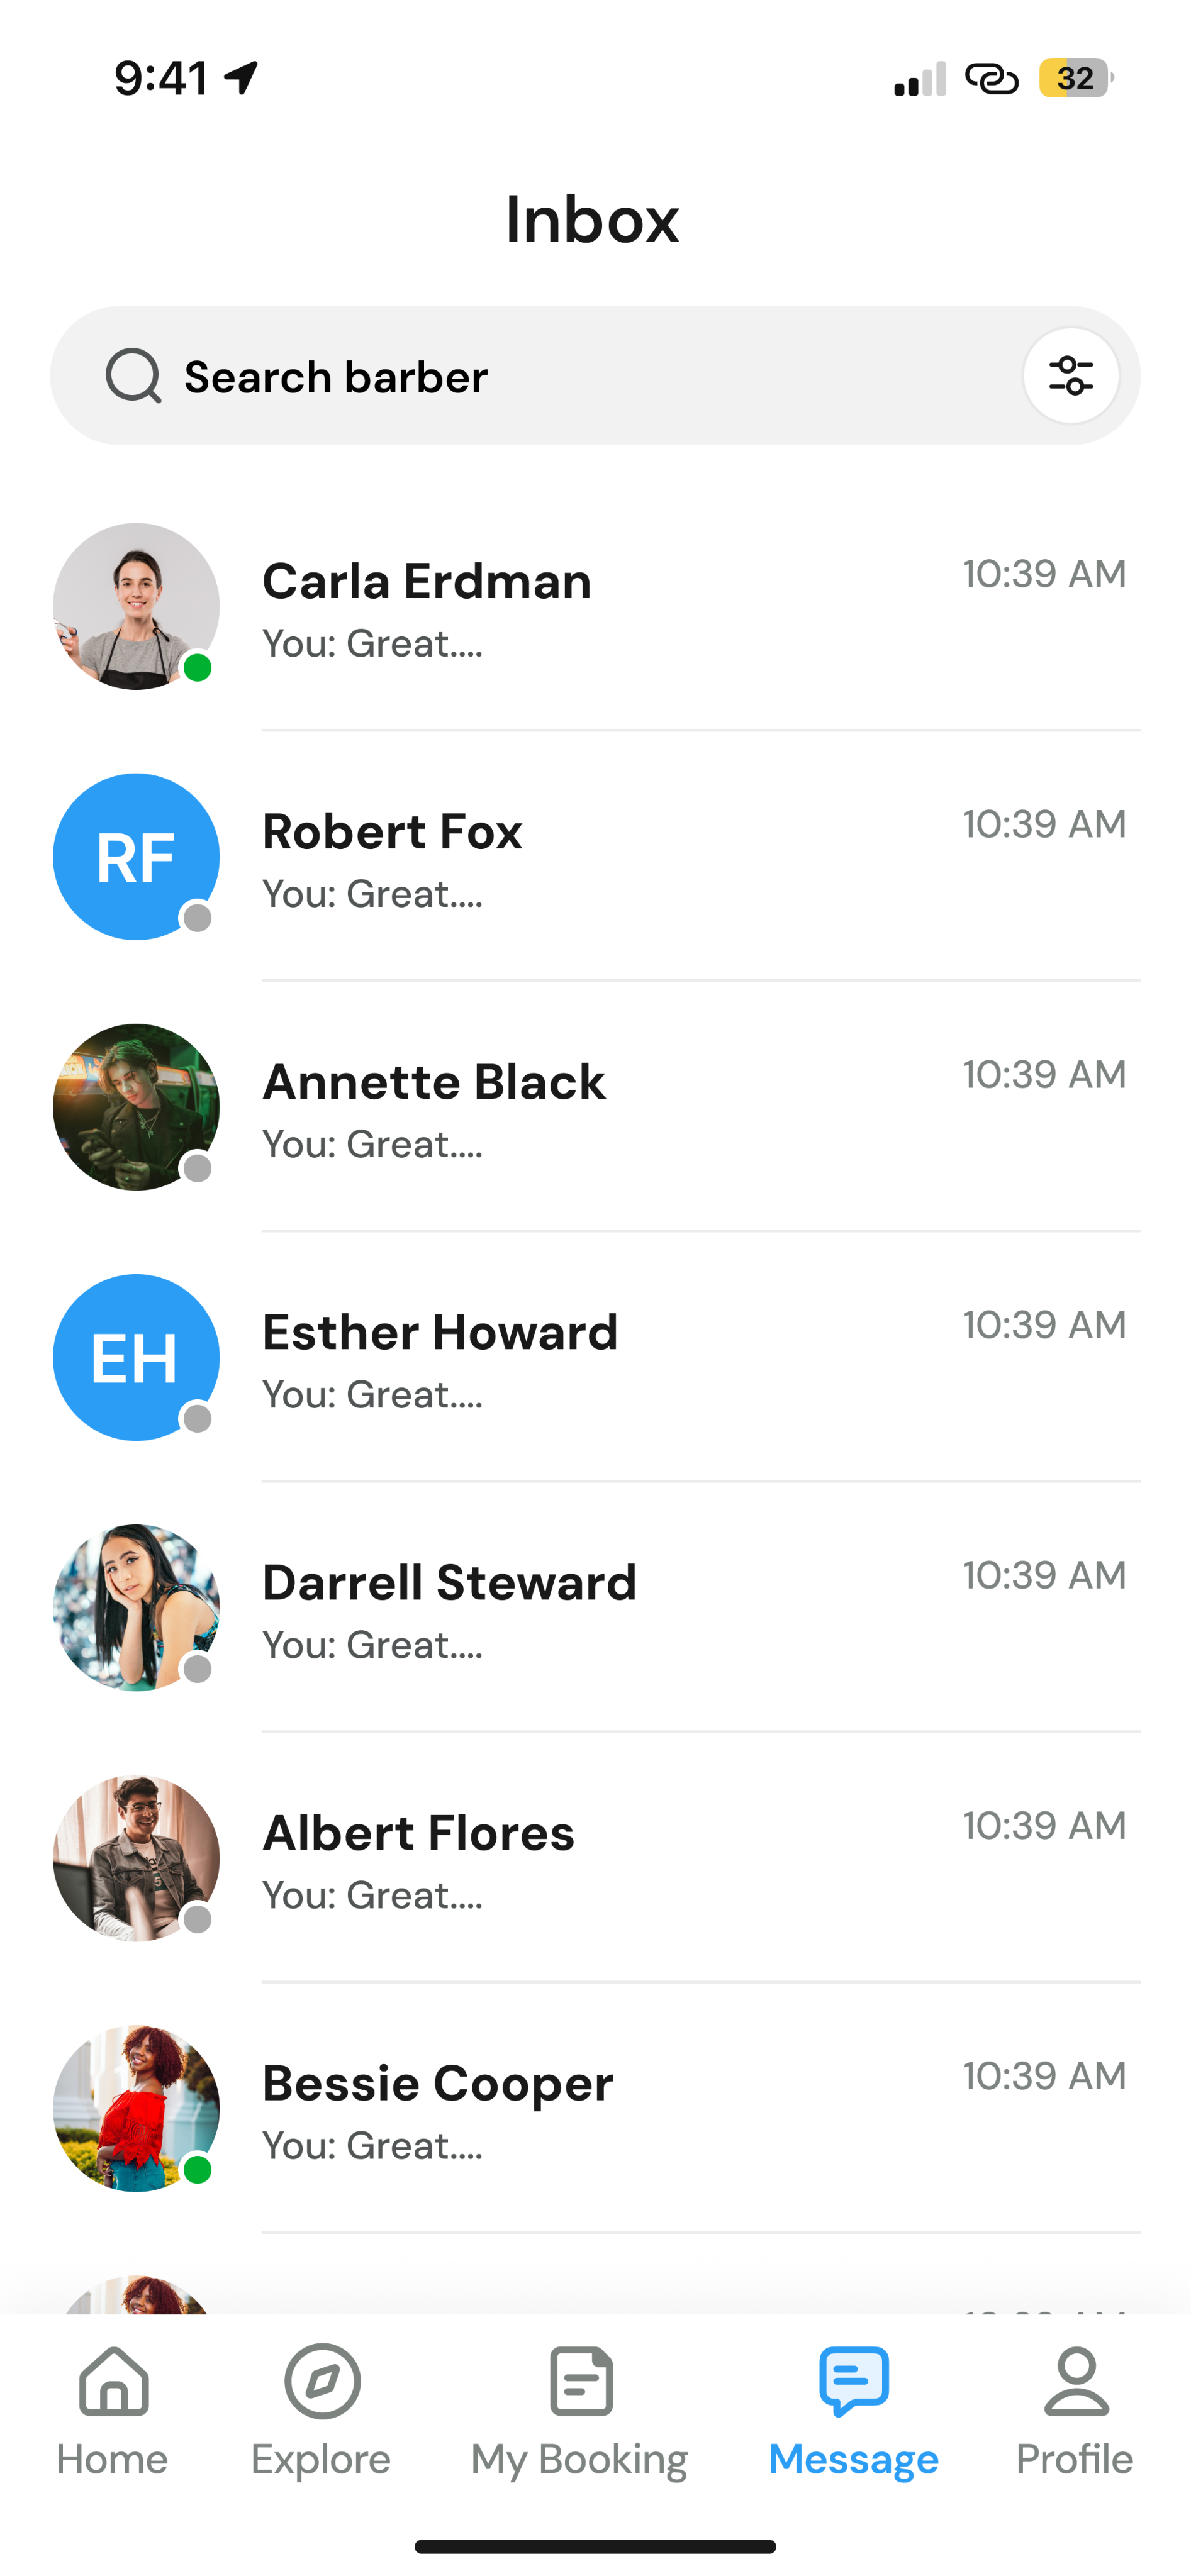 9:41
32
Inbox
Search barber
Carla Erdman
10:39 AM
You: Great....
RF
Robert Fox
10:39 AM
You: Great....
Annette Black
10:39 AM
You: Great....
EH
Esther Howard
10:39 AM
You: Great....
Darrell Steward
10:39 AM
You: Great....
Albert Flores
10:39 AM
You: Great....
Bessie Cooper
10:39 AM
You: Great....
Home
Explore
My Booking
Message
Profile